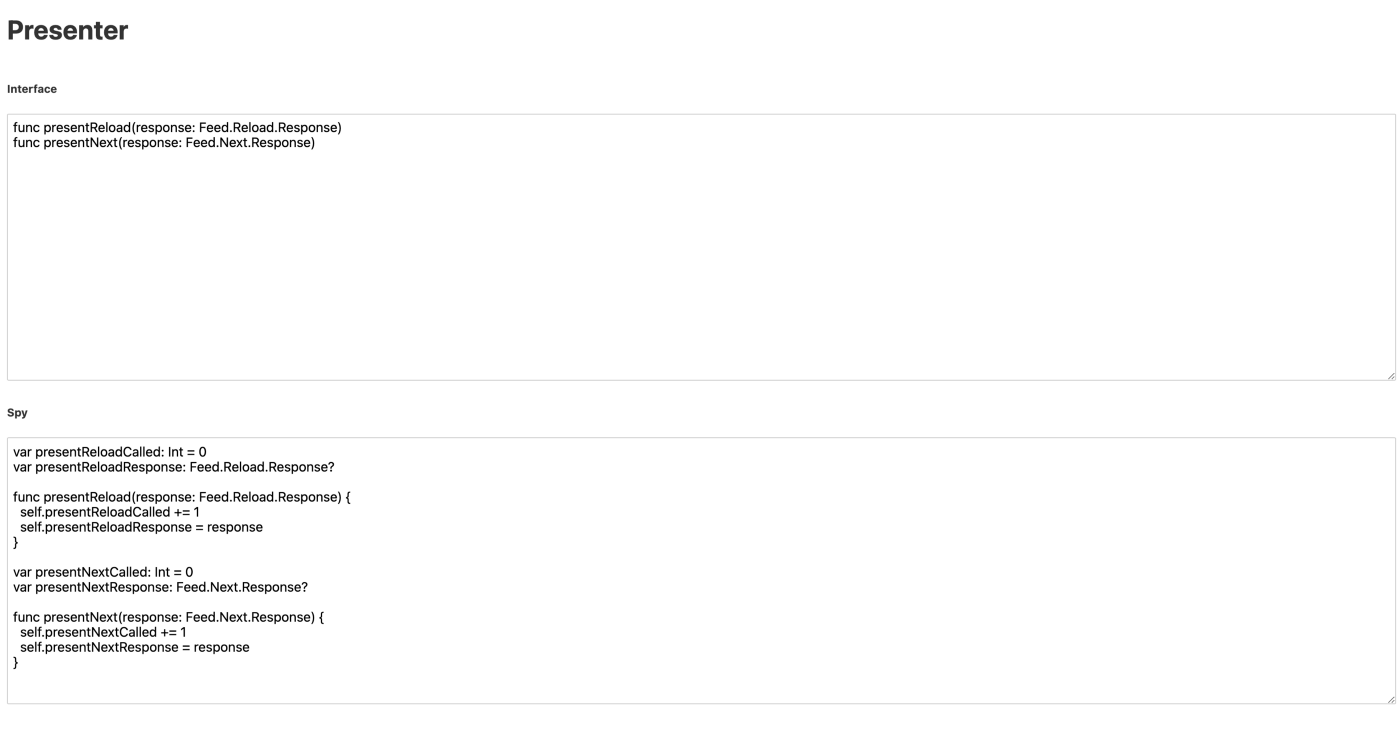 Presenter
Interface
func presentReload(response: Feed.Reload.Response)
func presentNext(response: Feed.Next.Response)
Spy
var presentReloadCalled: Int = 0
var presentReloadResponse: Feed.Reload.Response?
func presentReload(response: Feed.Reload.Response) {
  self.presentReloadCalled += 1
  self.presentReloadResponse = response
}
var presentNextCalled: Int = 0
var presentNextResponse: Feed.Next.Response?
func presentNext(response: Feed.Next.Response) {
  self.presentNextCalled += 1
  self.presentNextResponse = response
}